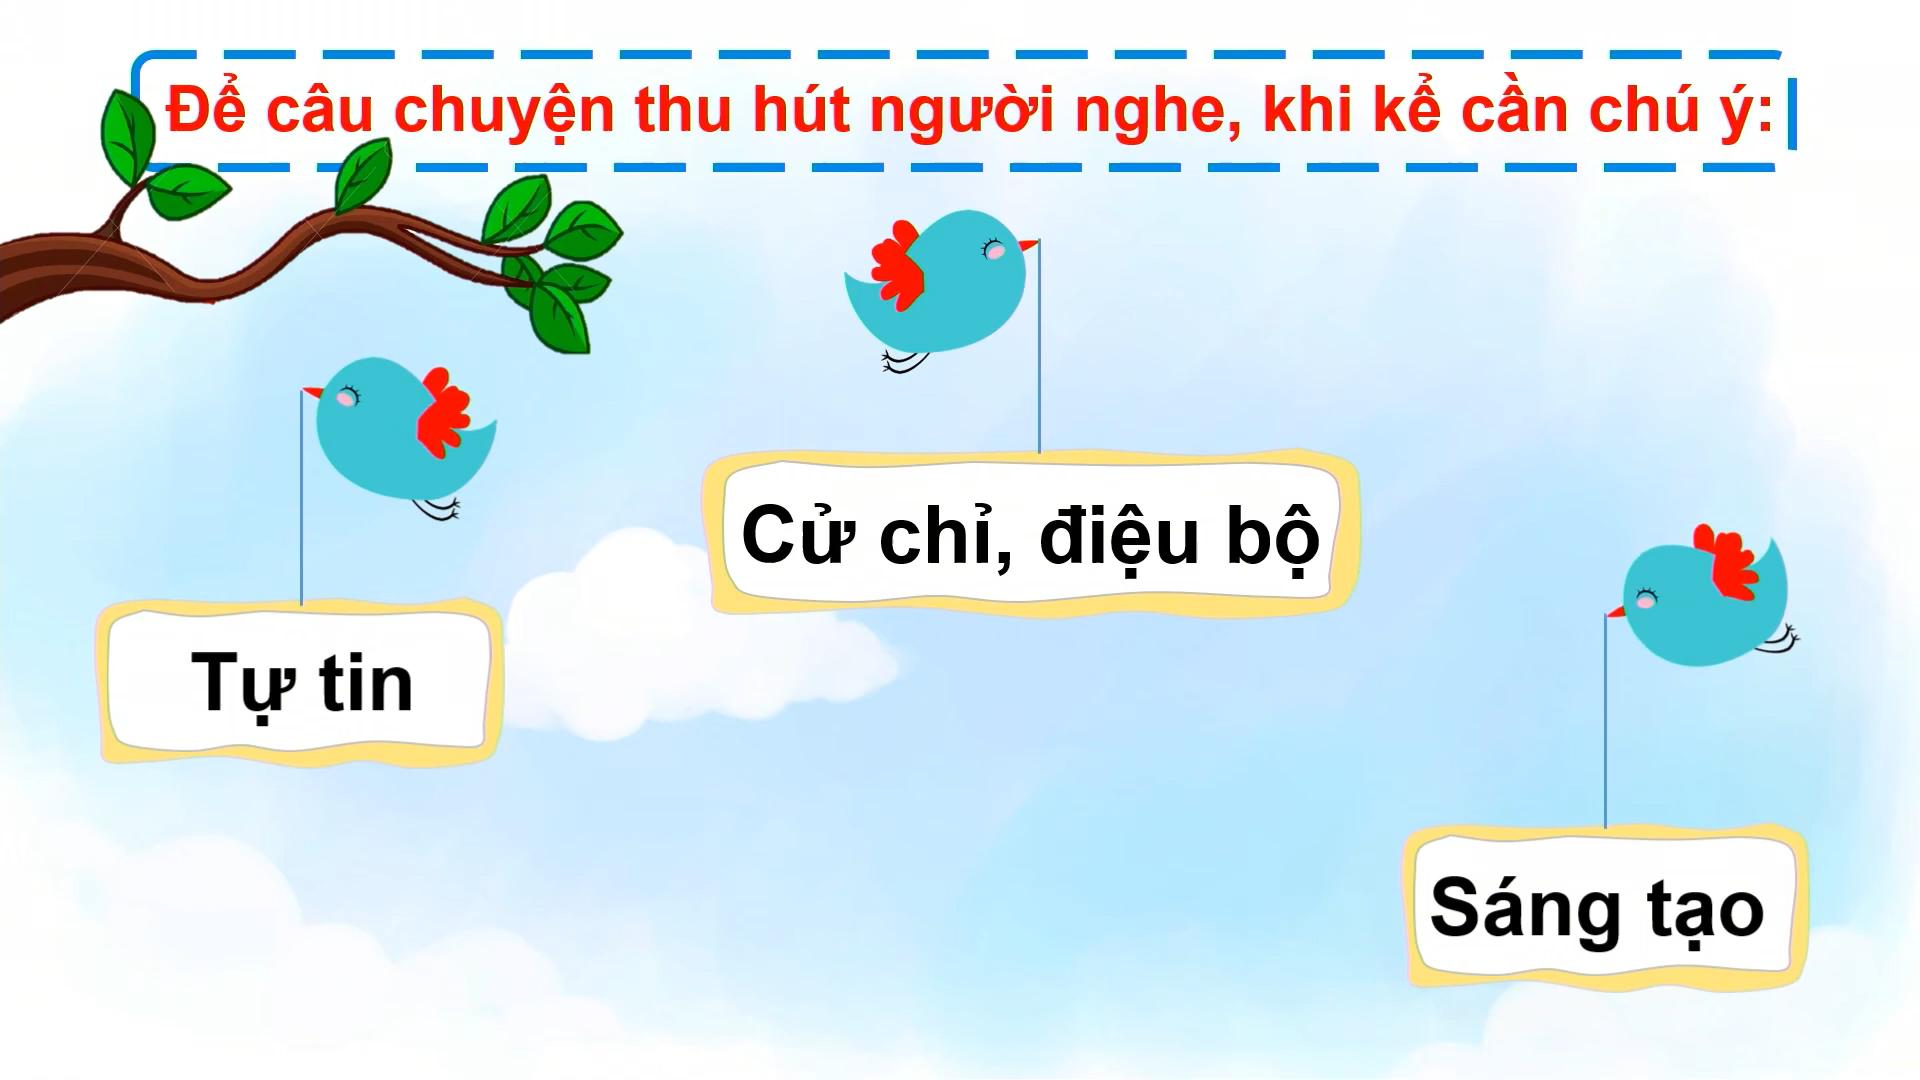 Để câu chuyện thu hút người nghe, khi kể cần chú ý:
Cử chỉ, điệu bộ
Tự tin
Sáng tạo